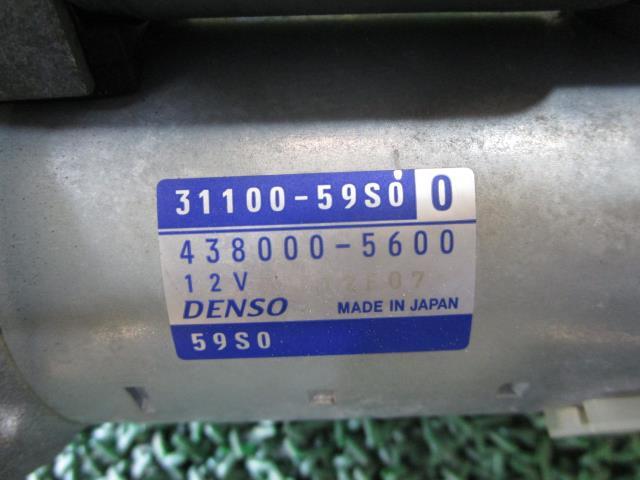 31100-59S0 0
438000-5600
12V
DENSO MADE IN JAPAN
59S0